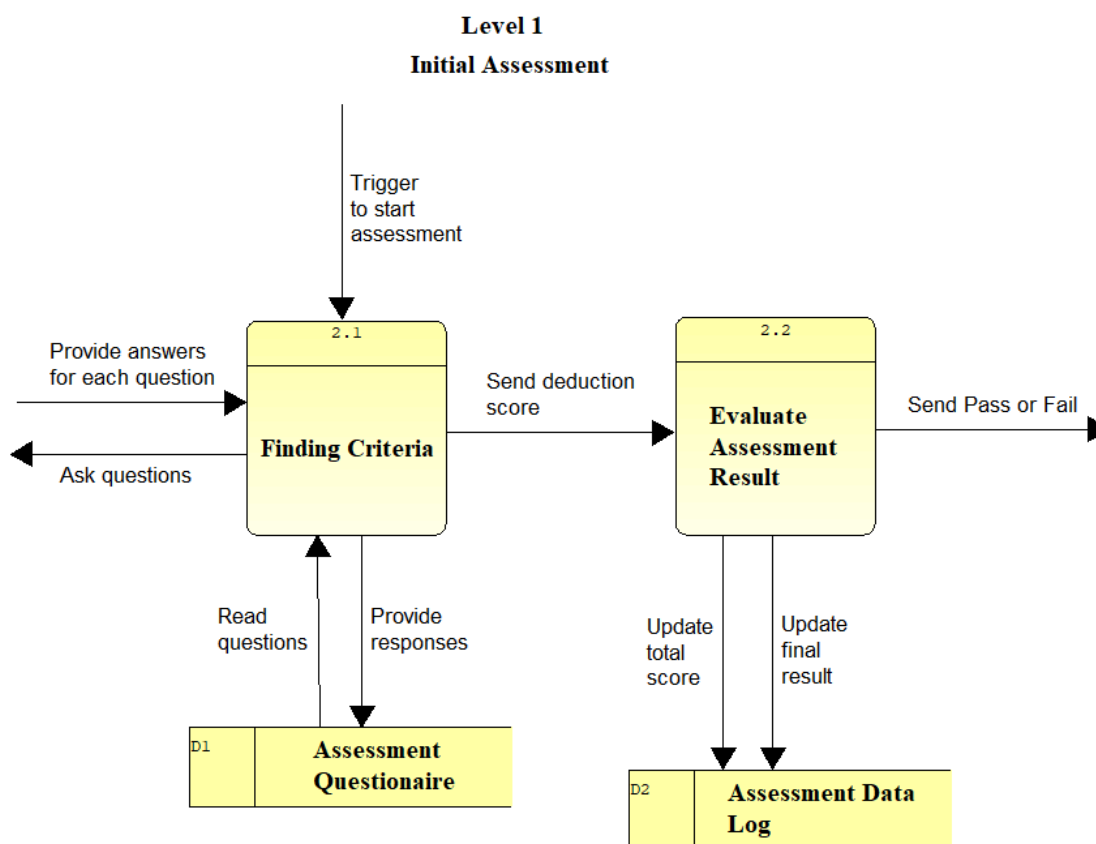 Level 1
Initial Assessment
Trigger
to start
assessment
2.1
2.2
Provide answers
for each question
Send deduction
score
Send Pass or Fail
Finding Criteria
Evaluate
Assessment
Result
Ask questions
Read
questions
Provide
responses
Update
total
score
Update
final
result
D1
Assessment
Questionaire
D2
Assessment Data
Log